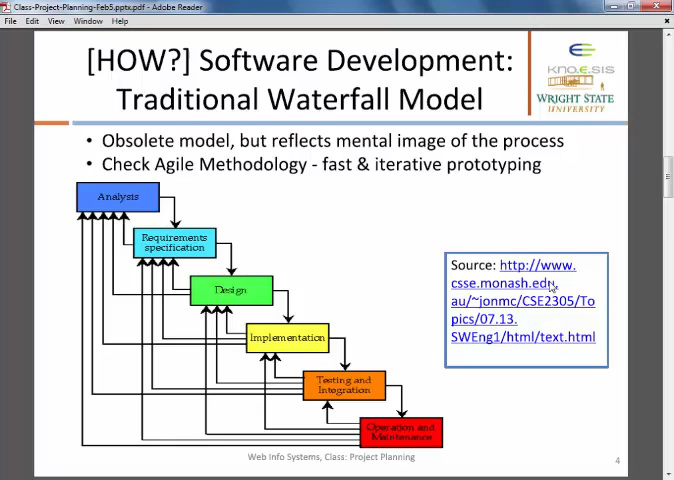 Class-Project-Planning-Feb5.pptx.pdf - Adobe Reader
File Edit View Window Help
[HOW?] Software Development:
Traditional Waterfall Model
kno.e.sis
WRIGHT STATE
UNIVERSITY
• Obsolete model, but reflects mental image of the process
• Check Agile Methodology - fast & iterative prototyping
Analysis
Requirements
specification
Design
Implementation
Testing and
Integration
Operation and
Maintenance
Source: http://www.
csse.monash.edu.
au/~jonmc/CSE2305/To
pics/07.13.
SWEng1/html/text.html
Web Info Systems, Class: Project Planning
4